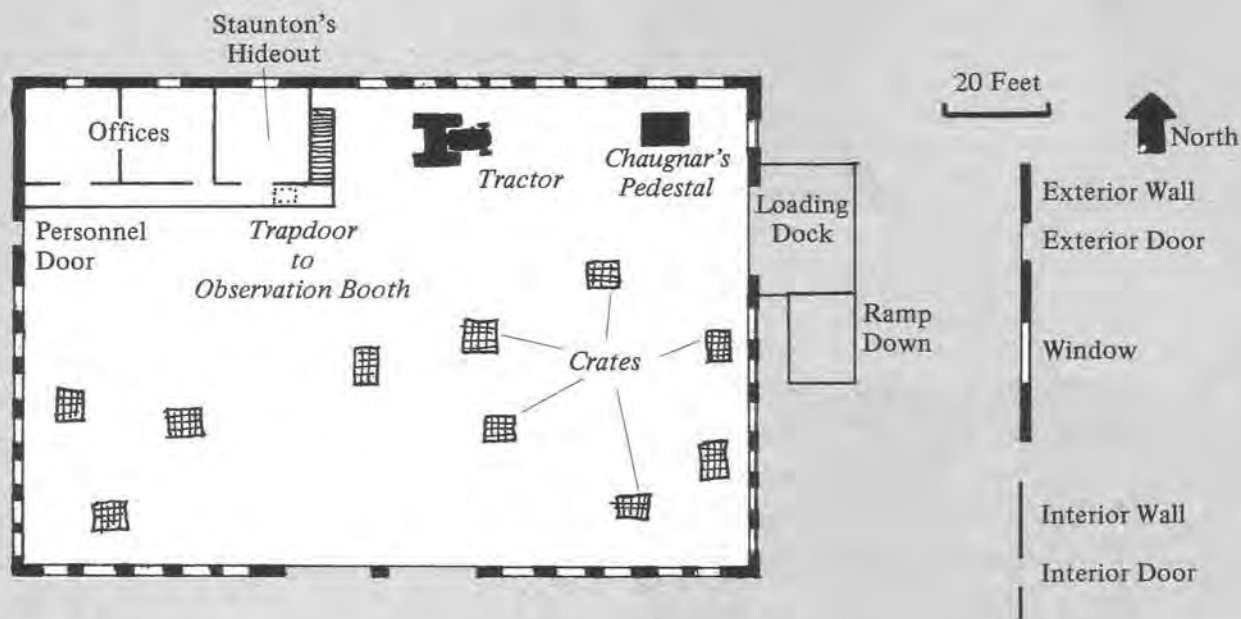 Staunton's
Hideout
20 Feet
Offices
North
Tractor
Chaugnar's
Pedestal
Exterior Wall
Loading
Dock
Personnel
Door
Trapdoor
to
Observation Booth
Exterior Door
Ramp
Down
Window
Crates
Interior Wall
Interior Door